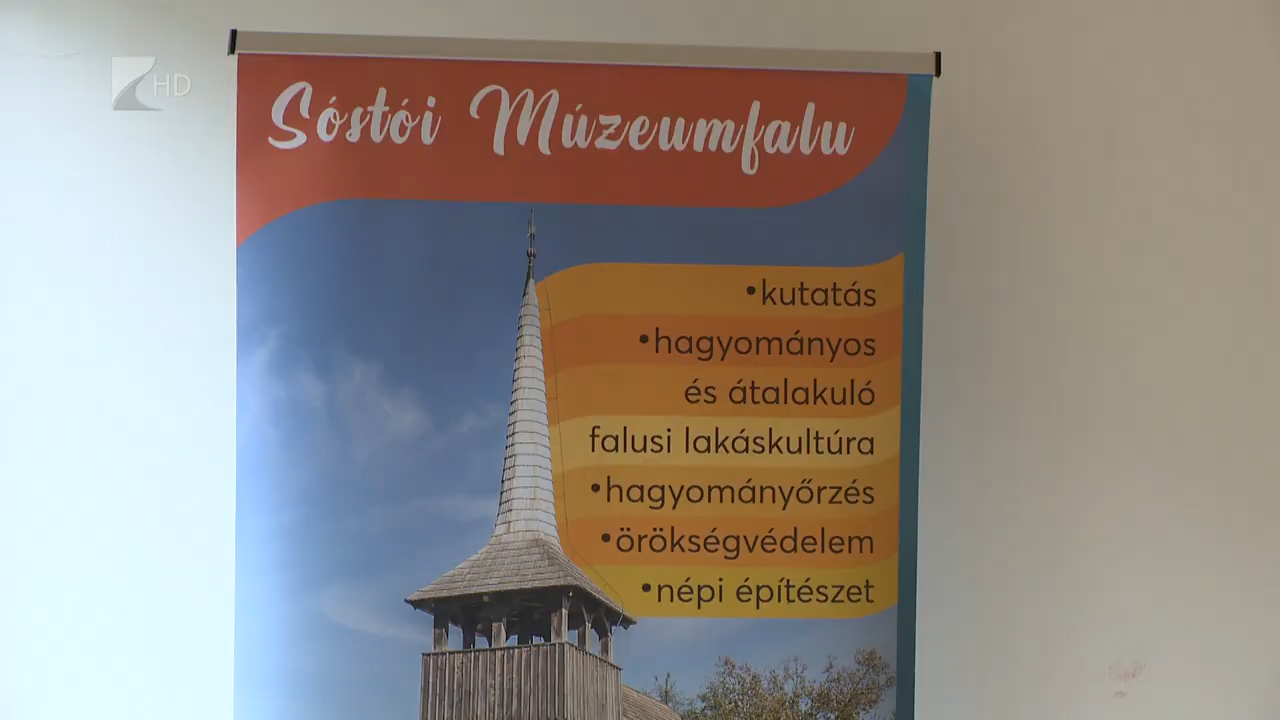 HD
Sóstói Múzeumfalu
•kutatás
•hagyományos
és átalakuló
falusi lakáskultúra
•hagyományőrzés
•örökségvédelem
•népi építészet